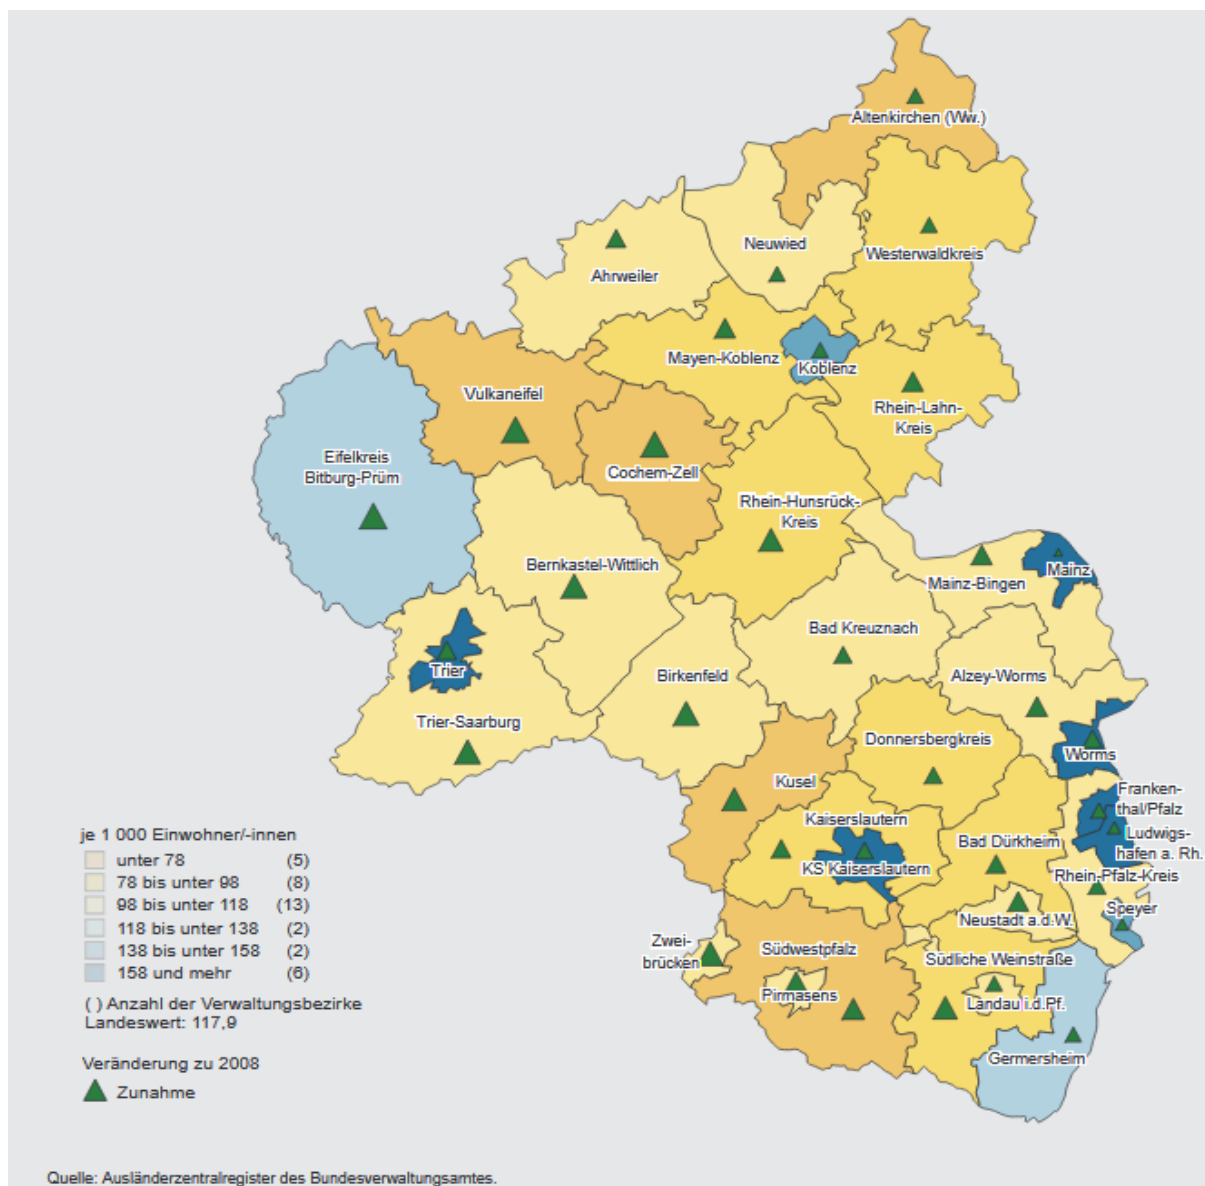 Altenkirchen (Ww.)
Neuwied
Westerwaldkreis
Ahrweiler
Mayen-Koblenz
Koblenz
Vulkaneifel
Rhein-Lahn-
Kreis
Eifelkreis
Bitburg-Prüm
Cochem-Zell
Rhein-Hunsrück-
Kreis
Bernkastel-Wittlich
Mainz-Bingen
Mainz
Bad Kreuznach
Trier
Birkenfeld
Alzey-Worms
Trier-Saarburg
Donnersbergkreis
Worms
Kusel
Franken-
thal/Pfalz
Kaiserslautern
Ludwigs-
hafen a. Rh.
Bad Dürkheim
KS Kaiserslautern
Rhein-Pfalz-Kreis
Speyer
Neustadt a.d.W.
Zwei-
brücken
Südwestpfalz
Südliche Weinstraße
Pirmasens
Landau i.d.Pf.
Germersheim
je 1 000 Einwohner/-innen
unter 78 (5)
78 bis unter 98 (8)
98 bis unter 118 (13)
118 bis unter 138 (2)
138 bis unter 158 (2)
158 und mehr (6)
( ) Anzahl der Verwaltungsbezirke
Landeswert: 117,9
Veränderung zu 2008
Zunahme
Quelle: Ausländerzentralregister des Bundesverwaltungsamtes.